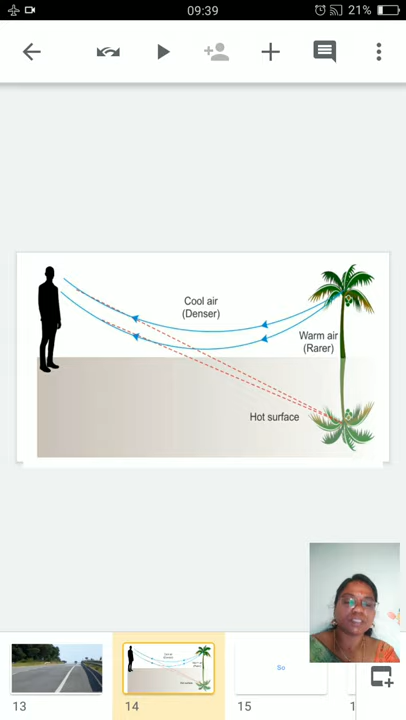 09:39
21%
Cool air
(Denser)
Warm air
(Rarer)
Hot surface
So
13
14
15